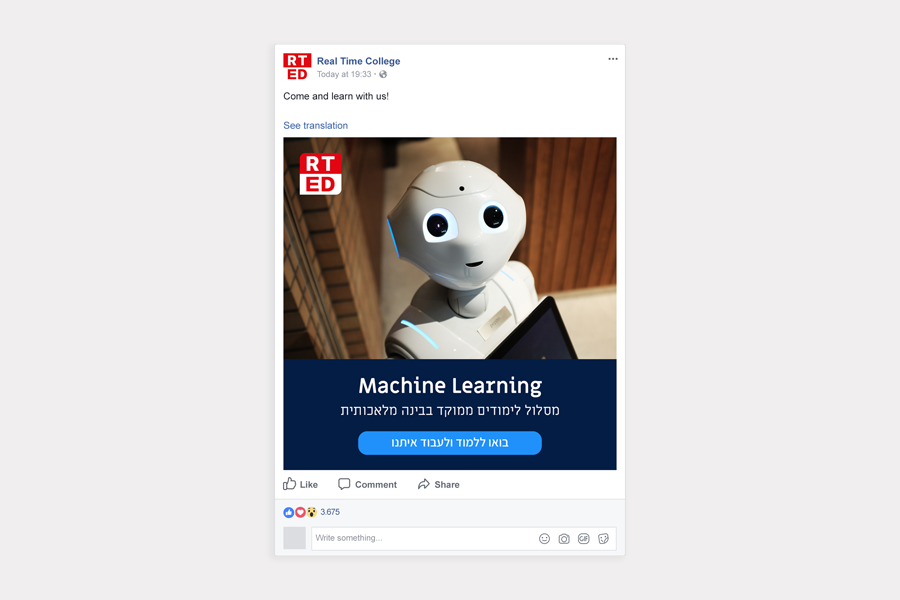 RT
ED
Real Time College
Today at 19:33 ·
Come and learn with us!
See translation
RT
ED
Machine Learning
מסלול לימודים ממוקד בבינה מלאכותית
בואו ללמוד ולעבוד איתנו
Like Comment Share
3.675
Write something...
GIF